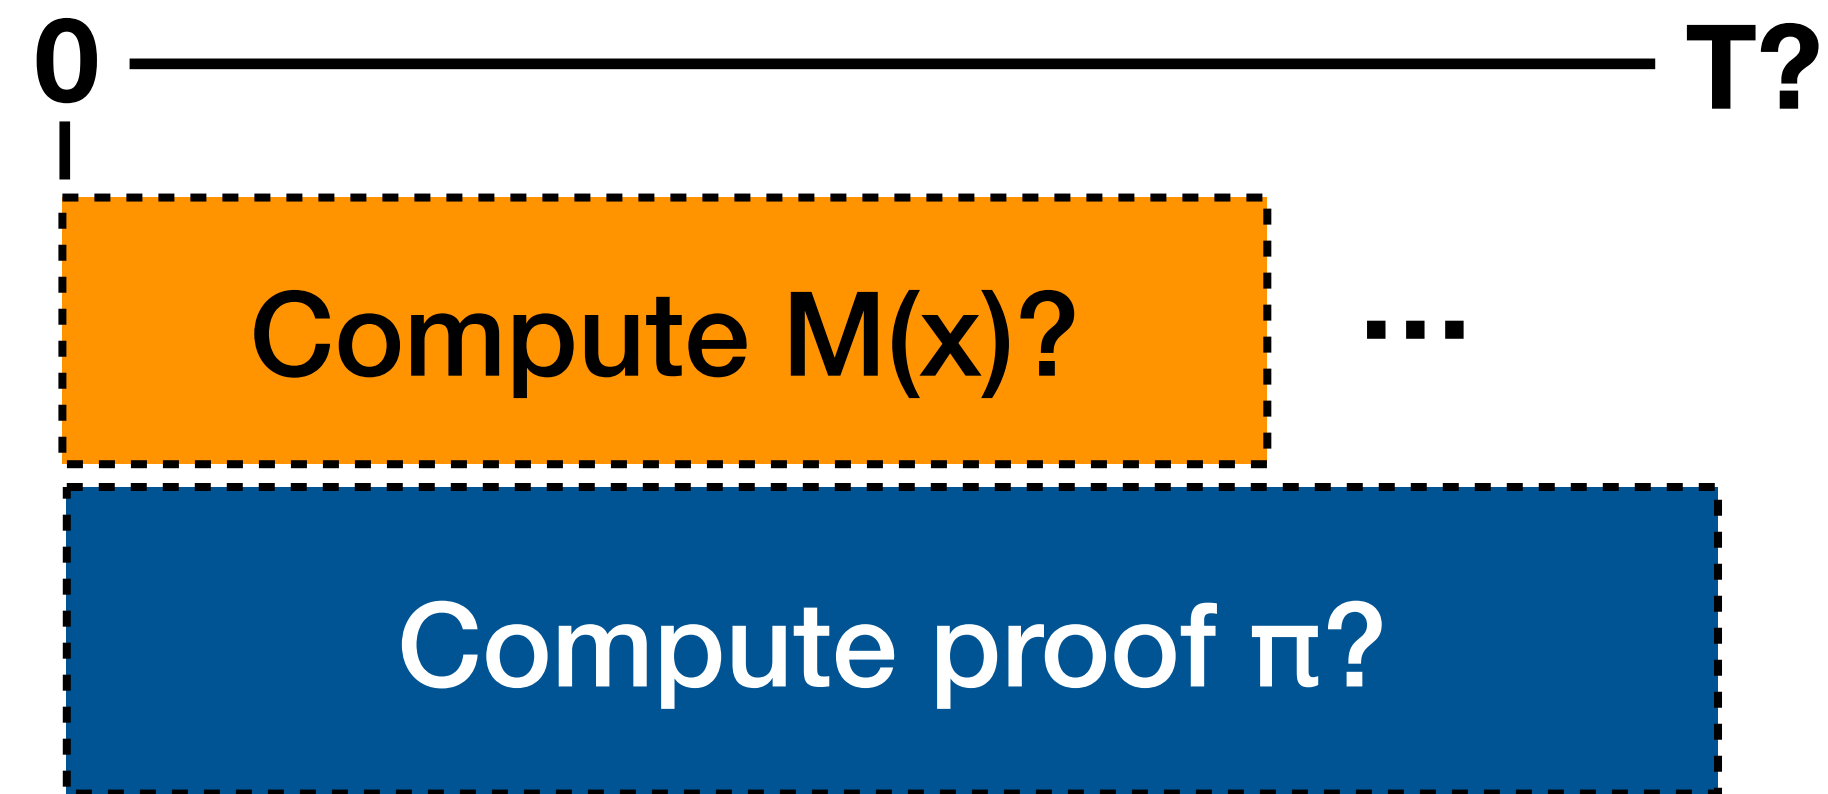 0 T?
Compute M(x)? ...
Compute proof π?